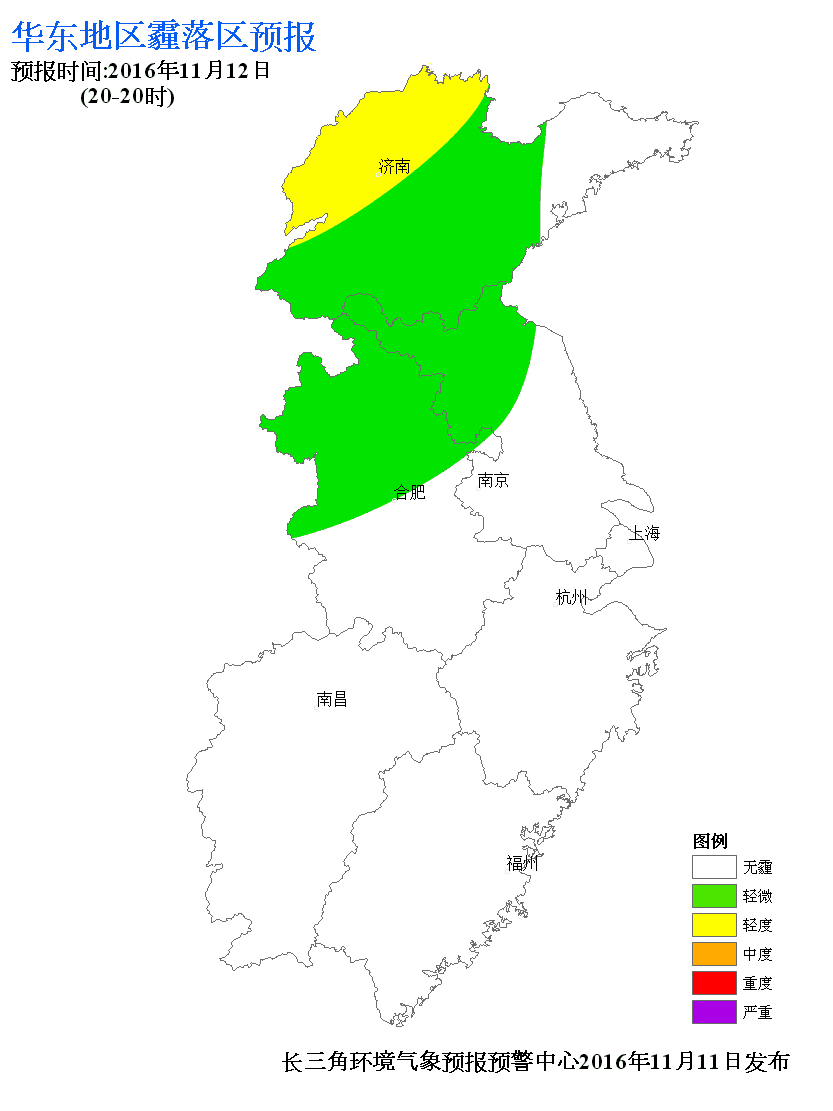 华东地区霾落区预报
预报时间:2016年11月12日
(20-20时)
济南
合肥
南京
上海
杭州
南昌
福州
图例
无霾
轻微
轻度
中度
重度
严重
长三角环境气象预报预警中心2016年11月11日发布